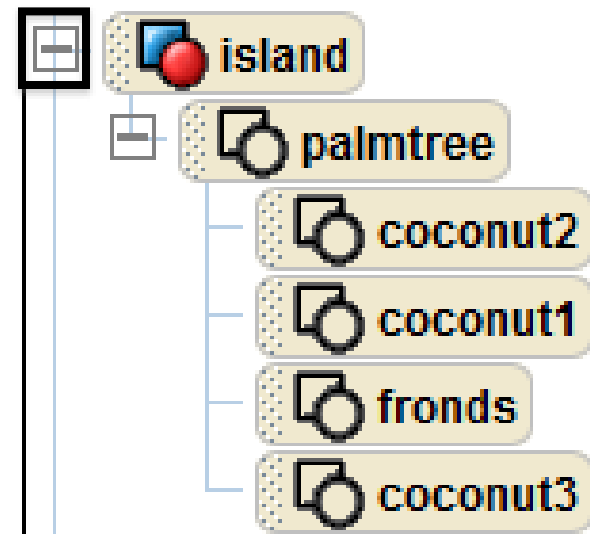 island
palmtree
coconut2
coconut1
fronds
coconut3